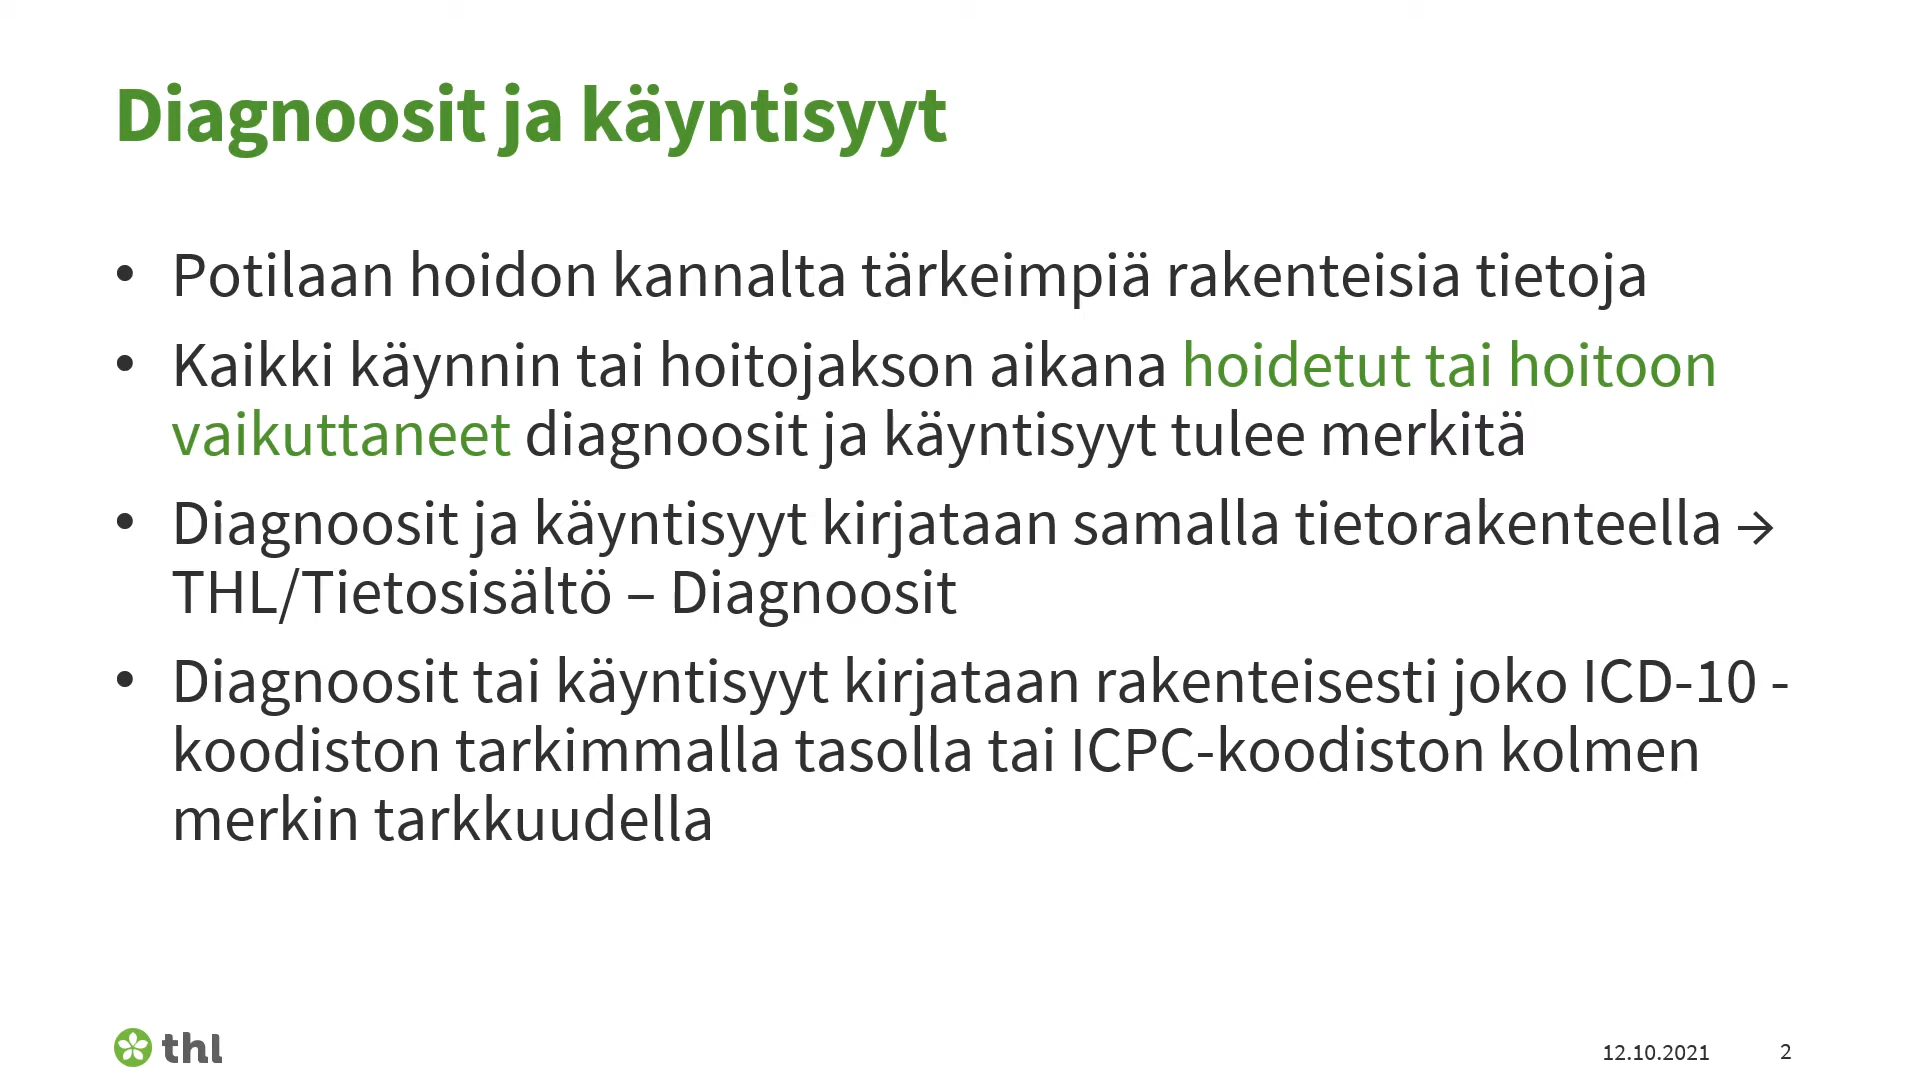 Diagnoosit ja käyntisyyt
• Potilaan hoidon kannalta tärkeimpiä rakenteisia tietoja
• Kaikki käynnin tai hoitojakson aikana hoidetut tai hoitoon
vaikuttaneet diagnoosit ja käyntisyyt tulee merkitä
• Diagnoosit ja käyntisyyt kirjataan samalla tietorakenteella →
THL/Tietosisältö – Diagnoosit
• Diagnoosit tai käyntisyyt kirjataan rakenteisesti joko ICD-10 -
koodiston tarkimmalla tasolla tai ICPC-koodiston kolmen
merkin tarkkuudella
thl
12.10.2021
2